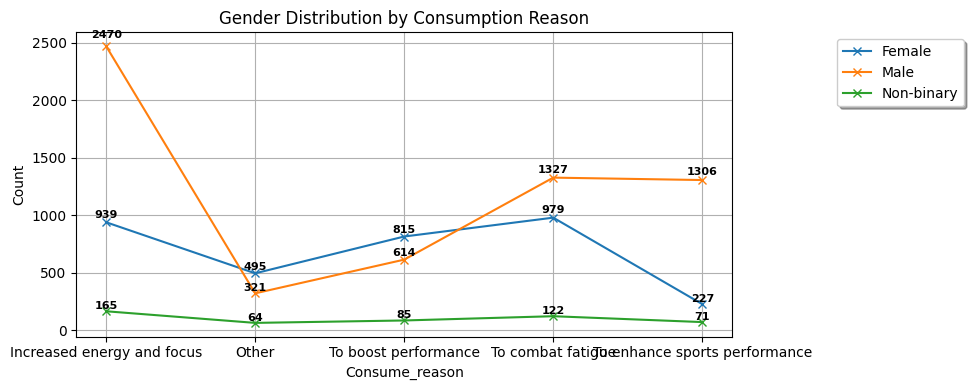 Gender Distribution by Consumption Reason
Female
Male
Non-binary
Count
2500
2000
1500
1000
500
0
2470
939
165
495
321
64
815
614
85
1327
979
122
1306
227
71
Increased energy and focus
Other
To boost performance
To combat fatigue
To enhance sports performance
Consume_reason